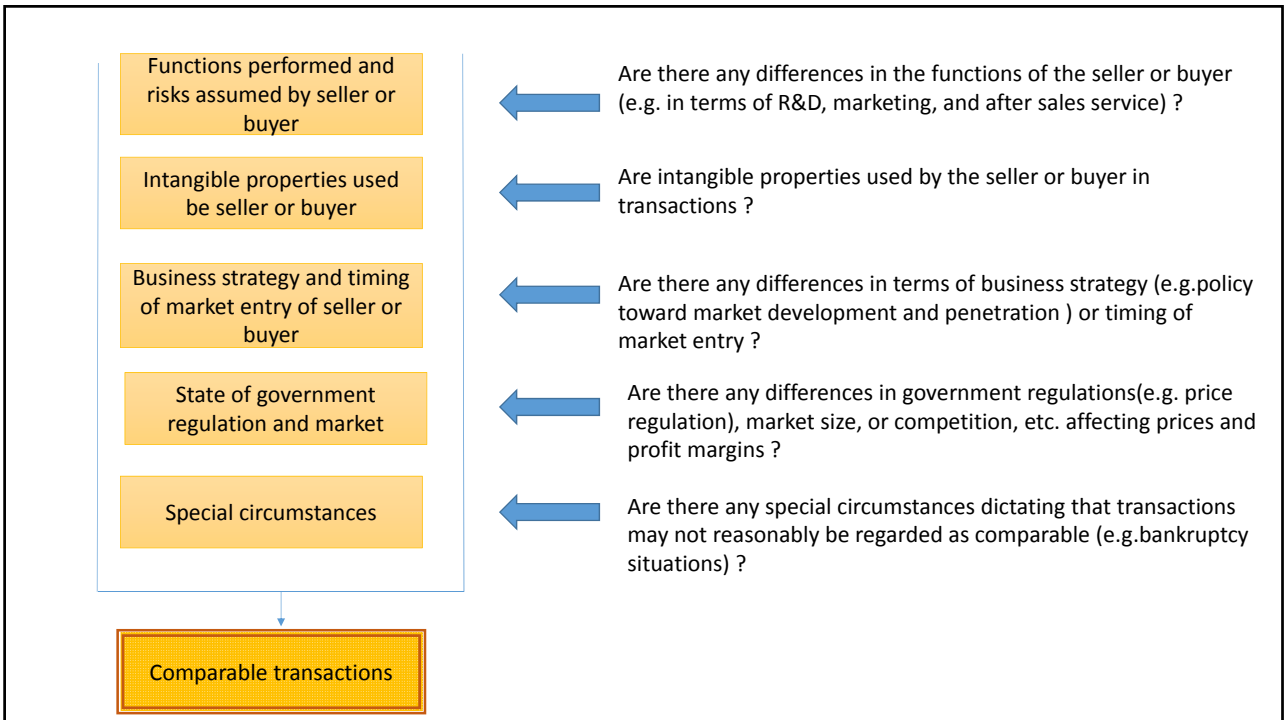 Functions performed and
risks assumed by seller or
buyer
Are there any differences in the functions of the seller or buyer
(e.g. in terms of R&D, marketing, and after sales service) ?
Intangible properties used
be seller or buyer
Are intangible properties used by the seller or buyer in
transactions ?
Business strategy and timing
of market entry of seller or
buyer
Are there any differences in terms of business strategy (e.g.policy
toward market development and penetration ) or timing of
market entry ?
State of government
regulation and market
Are there any differences in government regulations(e.g. price
regulation), market size, or competition, etc. affecting prices and
profit margins ?
Special circumstances
Are there any special circumstances dictating that transactions
may not reasonably be regarded as comparable (e.g.bankruptcy
situations) ?
Comparable transactions